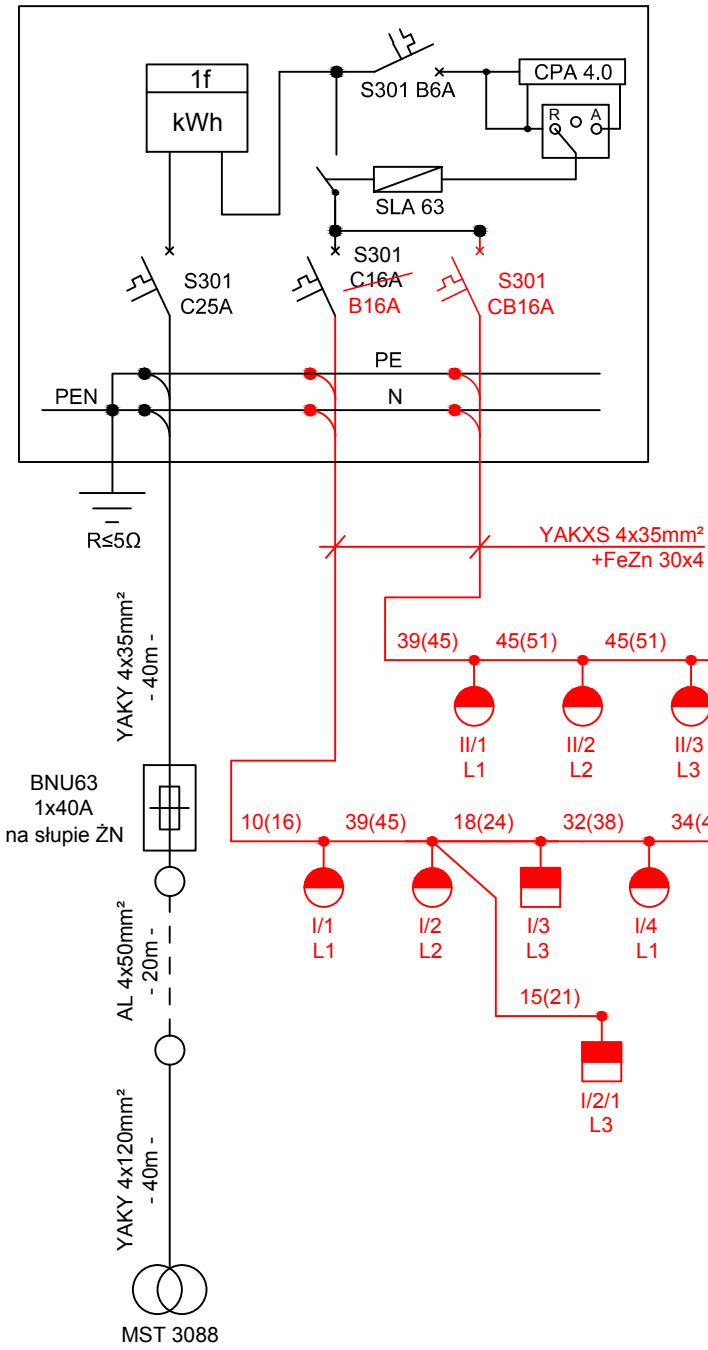 1f
kWh
S301 B6A
CPA 4.0
R A
SLA 63
S301
C25A
S301
C16A
B16A
S301
CB16A
PE
PEN
N
R≤5Ω
YAKXS 4x35mm²
+FeZn 30x4
YAKY 4x35mm²
- 40m -
39(45) 45(51) 45(51)
II/1
L1
II/2
L2
II/3
L3
BNU63
1x40A
na słupie ŻN
10(16) 39(45) 18(24) 32(38) 34(4
I/1
L1
I/2
L2
I/3
L3
I/4
L1
AL 4x50mm²
- 20m -
15(21)
I/2/1
L3
YAKY 4x120mm²
- 40m -
MST 3088